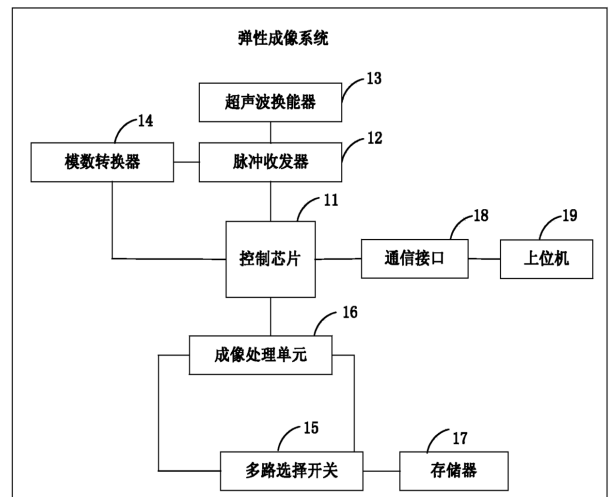 弹性成像系统
13
超声波换能器
14
12
模数转换器
脉冲收发器
11
18
19
控制芯片
通信接口
上位机
16
成像处理单元
15
17
多路选择开关
存储器